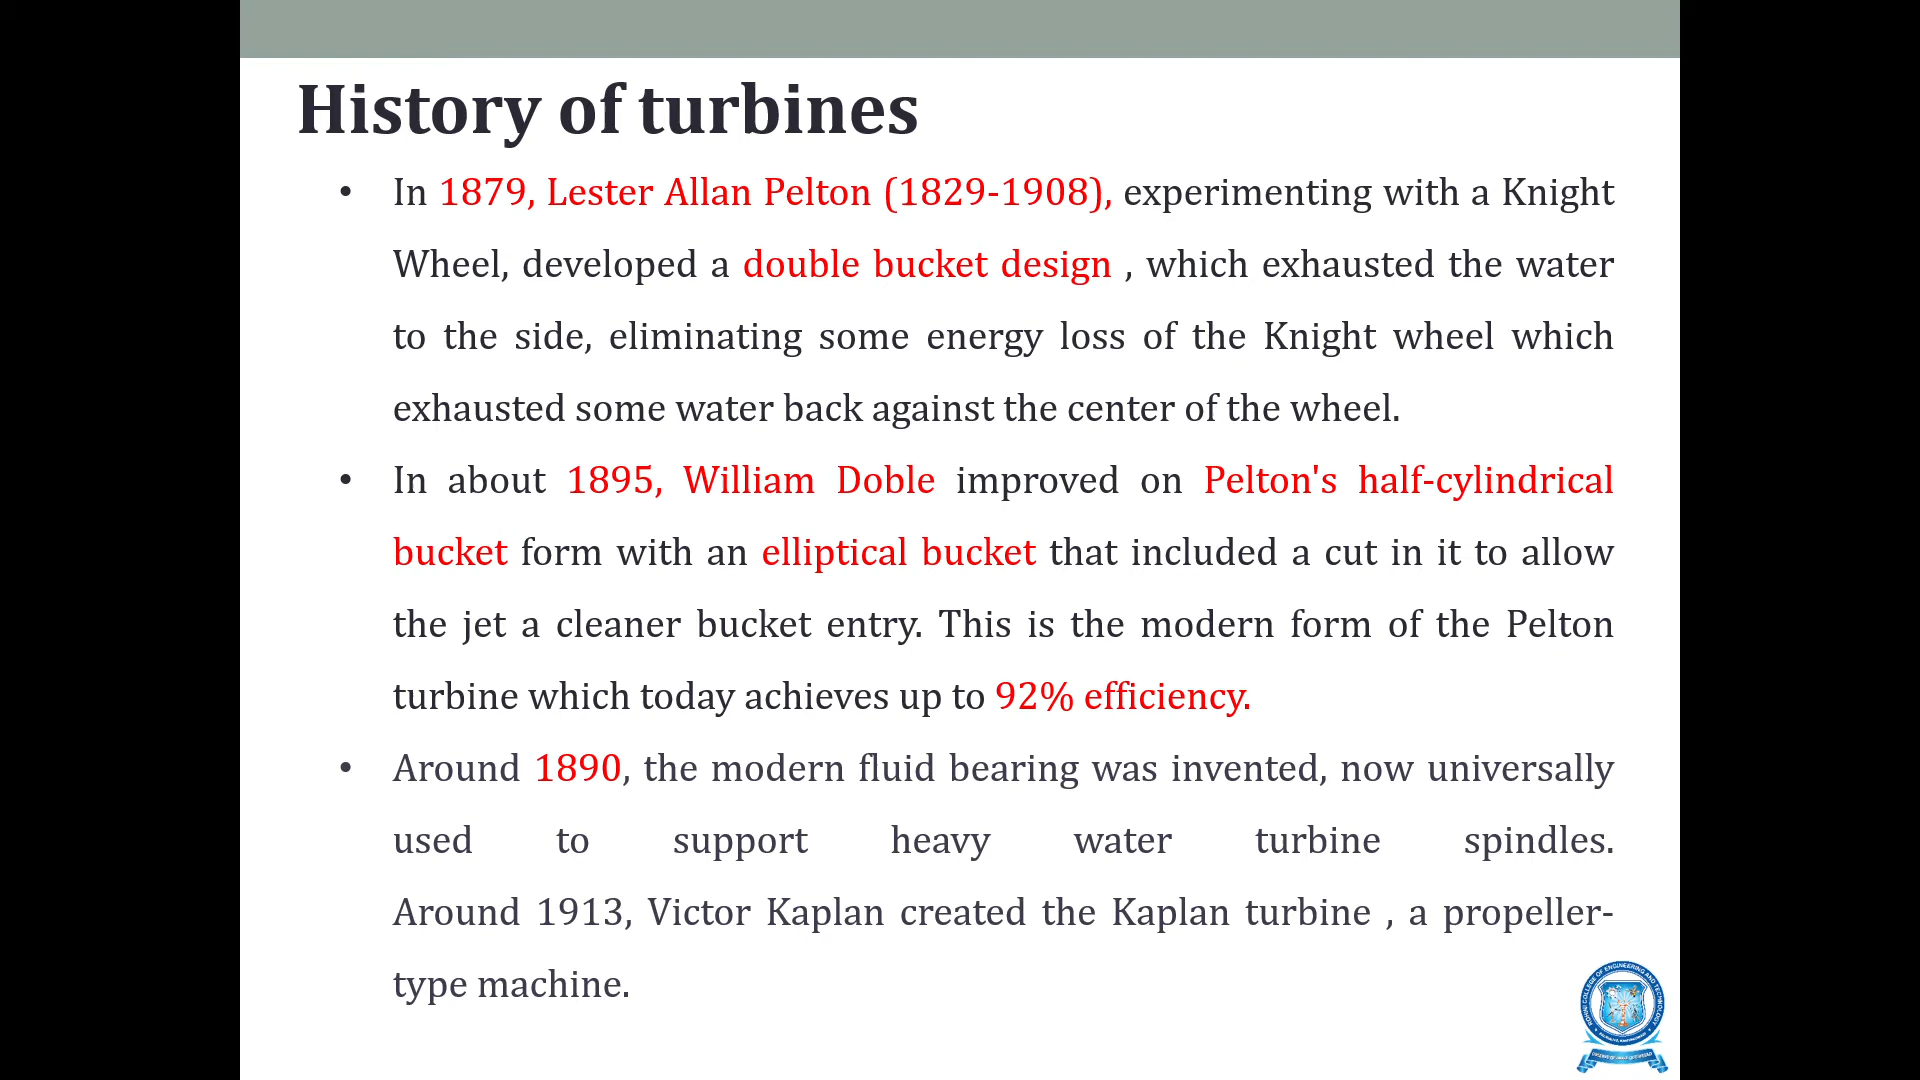 History of turbines
• In 1879, Lester Allan Pelton (1829-1908), experimenting with a Knight
Wheel, developed a double bucket design , which exhausted the water
to the side, eliminating some energy loss of the Knight wheel which
exhausted some water back against the center of the wheel.
• In about 1895, William Doble improved on Pelton's half-cylindrical
bucket form with an elliptical bucket that included a cut in it to allow
the jet a cleaner bucket entry. This is the modern form of the Pelton
turbine which today achieves up to 92% efficiency.
• Around 1890, the modern fluid bearing was invented, now universally
used to support heavy water turbine spindles.
Around 1913, Victor Kaplan created the Kaplan turbine , a propeller-
type machine.
COLLEGE OF ENGINEERING AND TECHNOLOGY